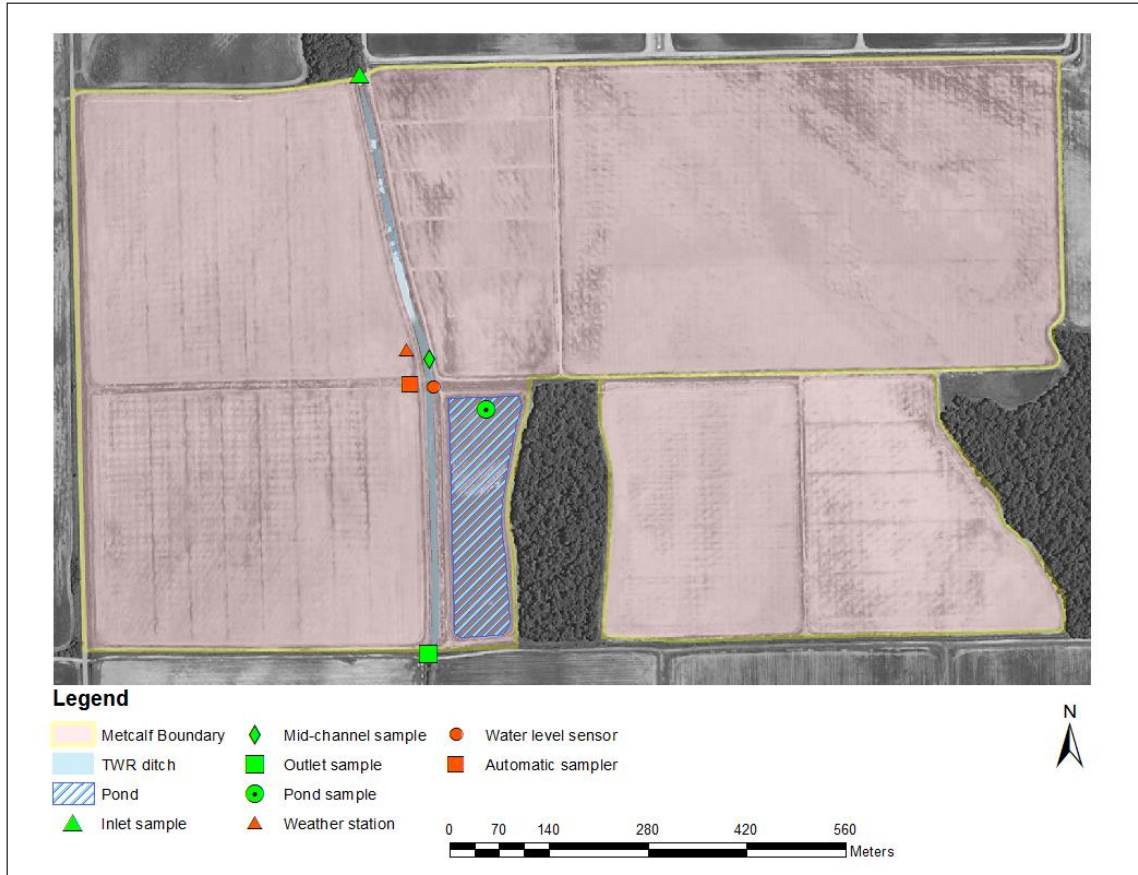 Legend
Metcalf Boundary
TWR ditch
Pond
Inlet sample
Mid-channel sample
Outlet sample
Pond sample
Weather station
Water level sensor
Automatic sampler
N
0 70 140 280 420 560
Meters